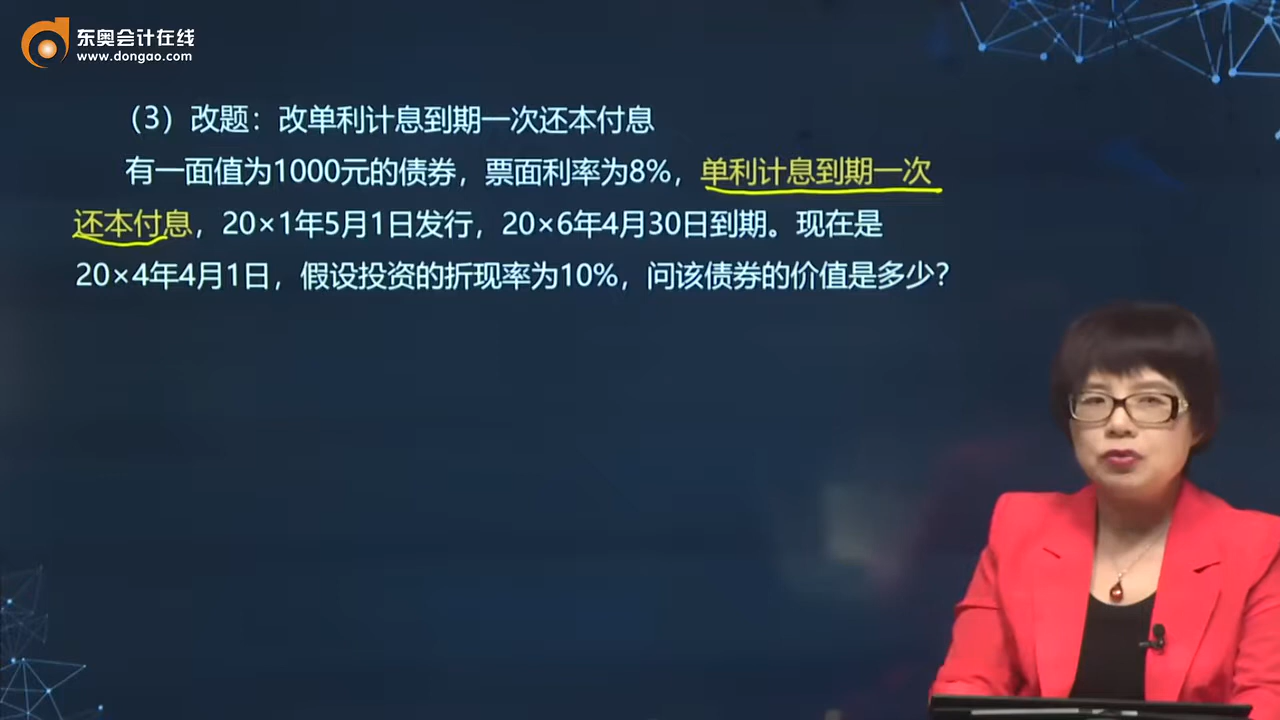 东奥会计在线
www.dongao.com
（3）改题：改单利计息到期一次还本付息
有一面值为1000元的债券，票面利率为8%，单利计息到期一次
还本付息，20×1年5月1日发行，20×6年4月30日到期。现在是
20×4年4月1日，假设投资的折现率为10%，问该债券的价值是多少？